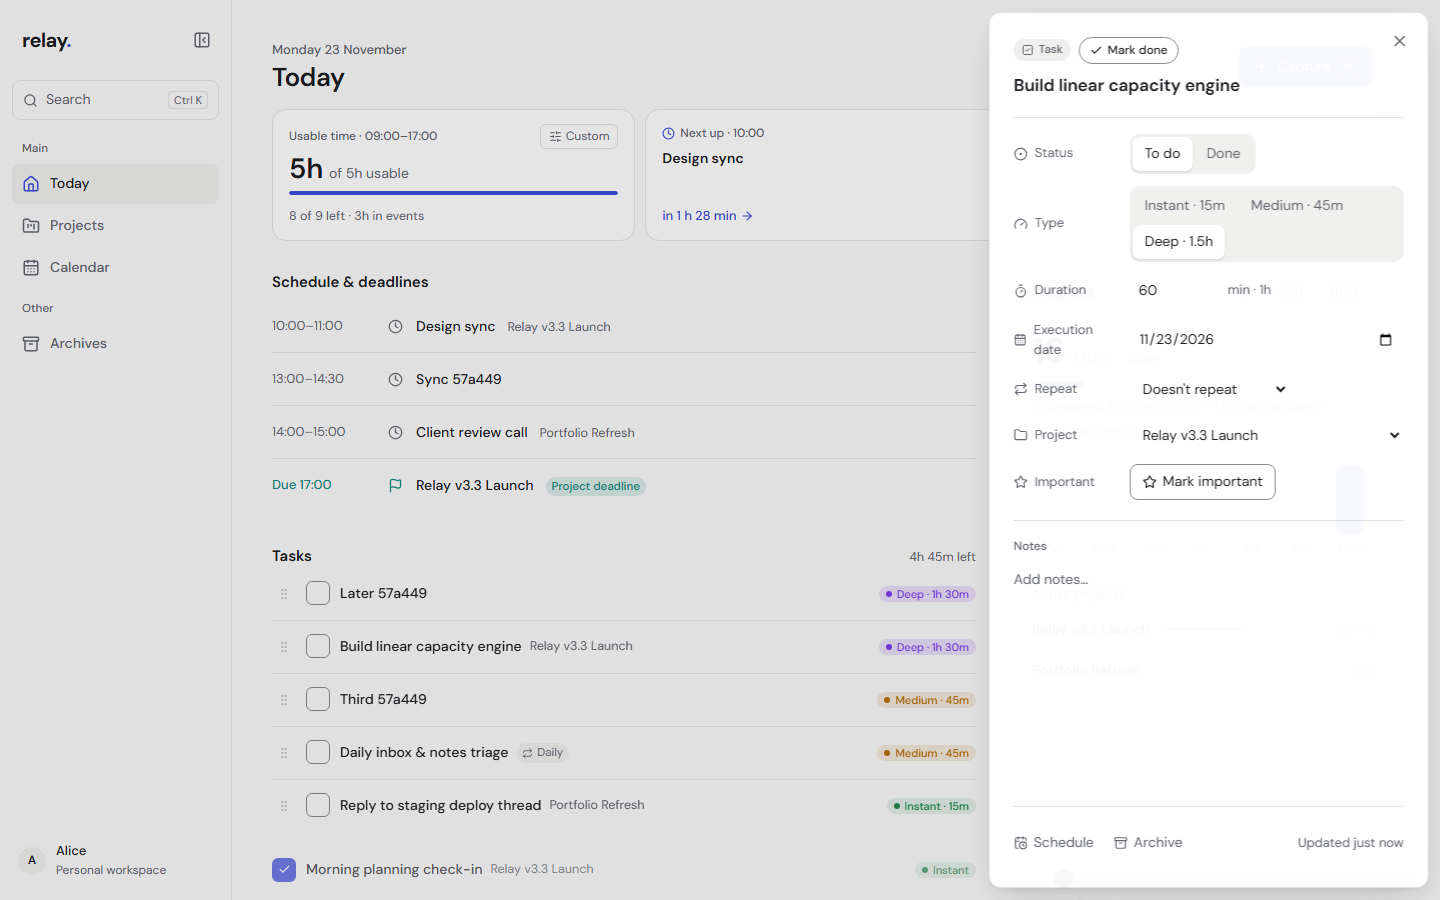 relay.
Search
Ctrl K
Main
Today
Projects
Calendar
Other
Archives
A
Alice
Personal workspace
Monday 23 November
Today
Usable time · 09:00–17:00
Custom
5h of 5h usable
8 of 9 left · 3h in events
Next up · 10:00
Design sync
in 1 h 28 min →
Schedule & deadlines
10:00–11:00 Design sync Relay v3.3 Launch
13:00–14:30 Sync 57a449
14:00–15:00 Client review call Portfolio Refresh
Due 17:00 Relay v3.3 Launch Project deadline
Tasks 4h 45m left
Later 57a449 Deep · 1h 30m
Build linear capacity engine Relay v3.3 Launch Deep · 1h 30m
Third 57a449 Medium · 45m
Daily inbox & notes triage Daily Medium · 45m
Reply to staging deploy thread Portfolio Refresh Instant · 15m
Morning planning check-in Relay v3.3 Launch Instant
Task
Mark done
Capture
Build linear capacity engine
Status To do Done
Type Instant · 15m Medium · 45m
Deep · 1.5h
Duration 60 min · 1h
Execution
date
11/23/2026
Repeat Doesn't repeat
Project Relay v3.3 Launch
Important Mark important
Notes
Add notes…
Active projects
Relay v3.3 Launch
Portfolio Refresh
Schedule
Archive
Updated just now